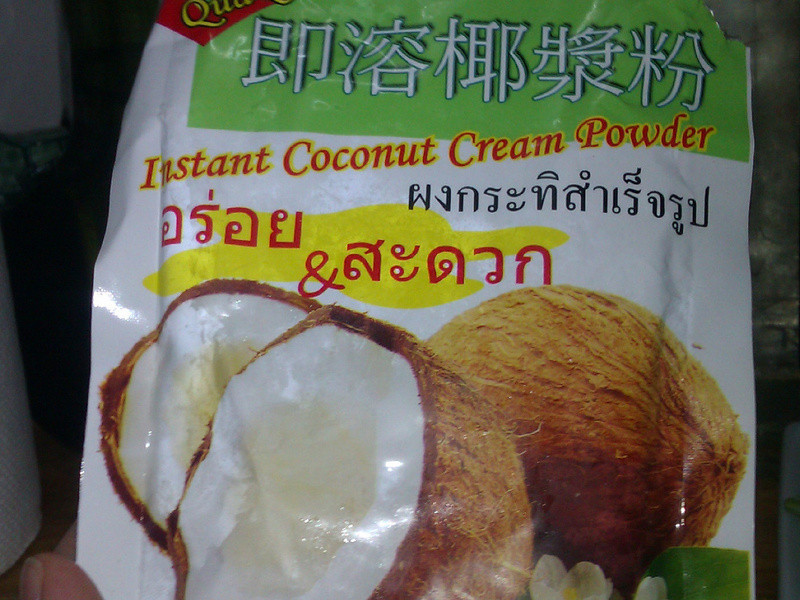 即溶椰漿粉
Instant Coconut Cream Powder
ผงกระทิสำเร็จรูป
อร่อย
&สะดวก